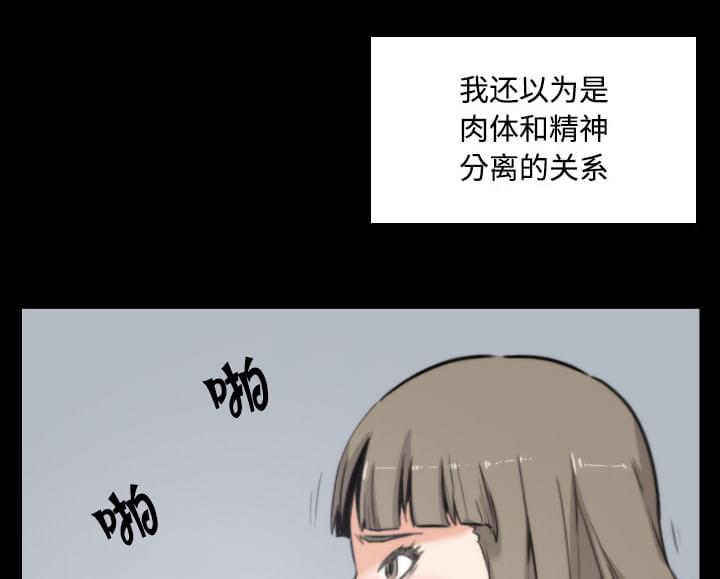 我还以为是
肉体和精神
分离的关系
啪
啪